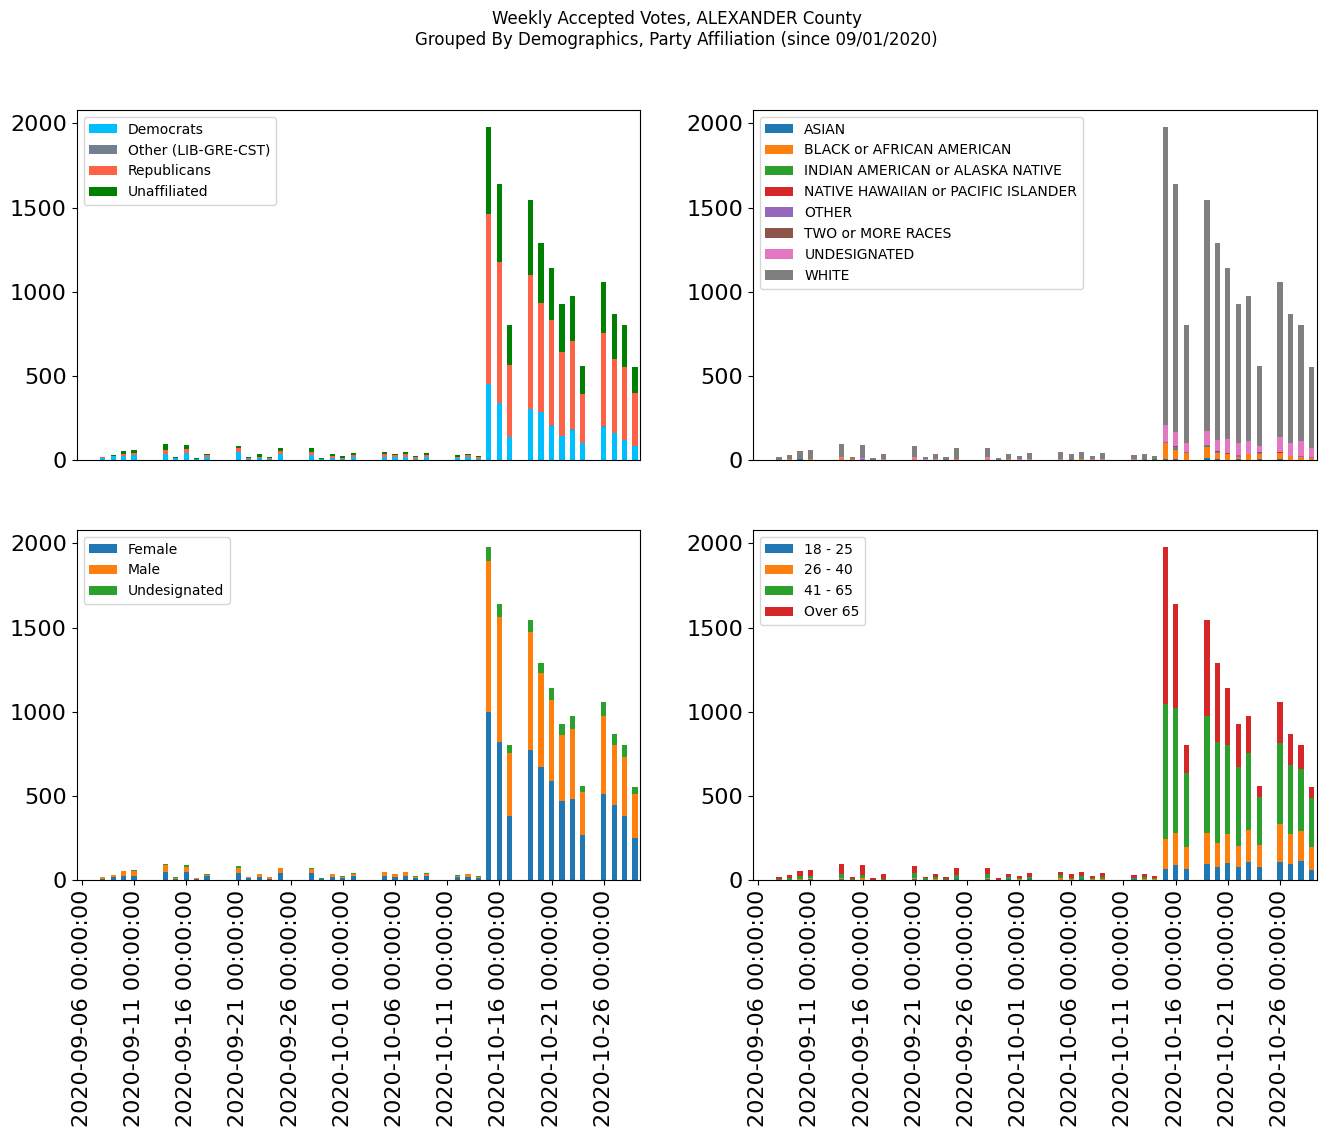 Weekly Accepted Votes, ALEXANDER County
Grouped By Demographics, Party Affiliation (since 09/01/2020)
2000
1500
1000
500
0
Democrats
Other (LIB-GRE-CST)
Republicans
Unaffiliated
2000
1500
1000
500
0
ASIAN
BLACK or AFRICAN AMERICAN
INDIAN AMERICAN or ALASKA NATIVE
NATIVE HAWAIIAN or PACIFIC ISLANDER
OTHER
TWO or MORE RACES
UNDESIGNATED
WHITE
2000
1500
1000
500
0
Female
Male
Undesignated
2020-09-06 00:00:00
2020-09-11 00:00:00
2020-09-16 00:00:00
2020-09-21 00:00:00
2020-09-26 00:00:00
2020-10-01 00:00:00
2020-10-06 00:00:00
2020-10-11 00:00:00
2020-10-16 00:00:00
2020-10-21 00:00:00
2020-10-26 00:00:00
2000
1500
1000
500
0
18 - 25
26 - 40
41 - 65
Over 65
2020-09-06 00:00:00
2020-09-11 00:00:00
2020-09-16 00:00:00
2020-09-21 00:00:00
2020-09-26 00:00:00
2020-10-01 00:00:00
2020-10-06 00:00:00
2020-10-11 00:00:00
2020-10-16 00:00:00
2020-10-21 00:00:00
2020-10-26 00:00:00